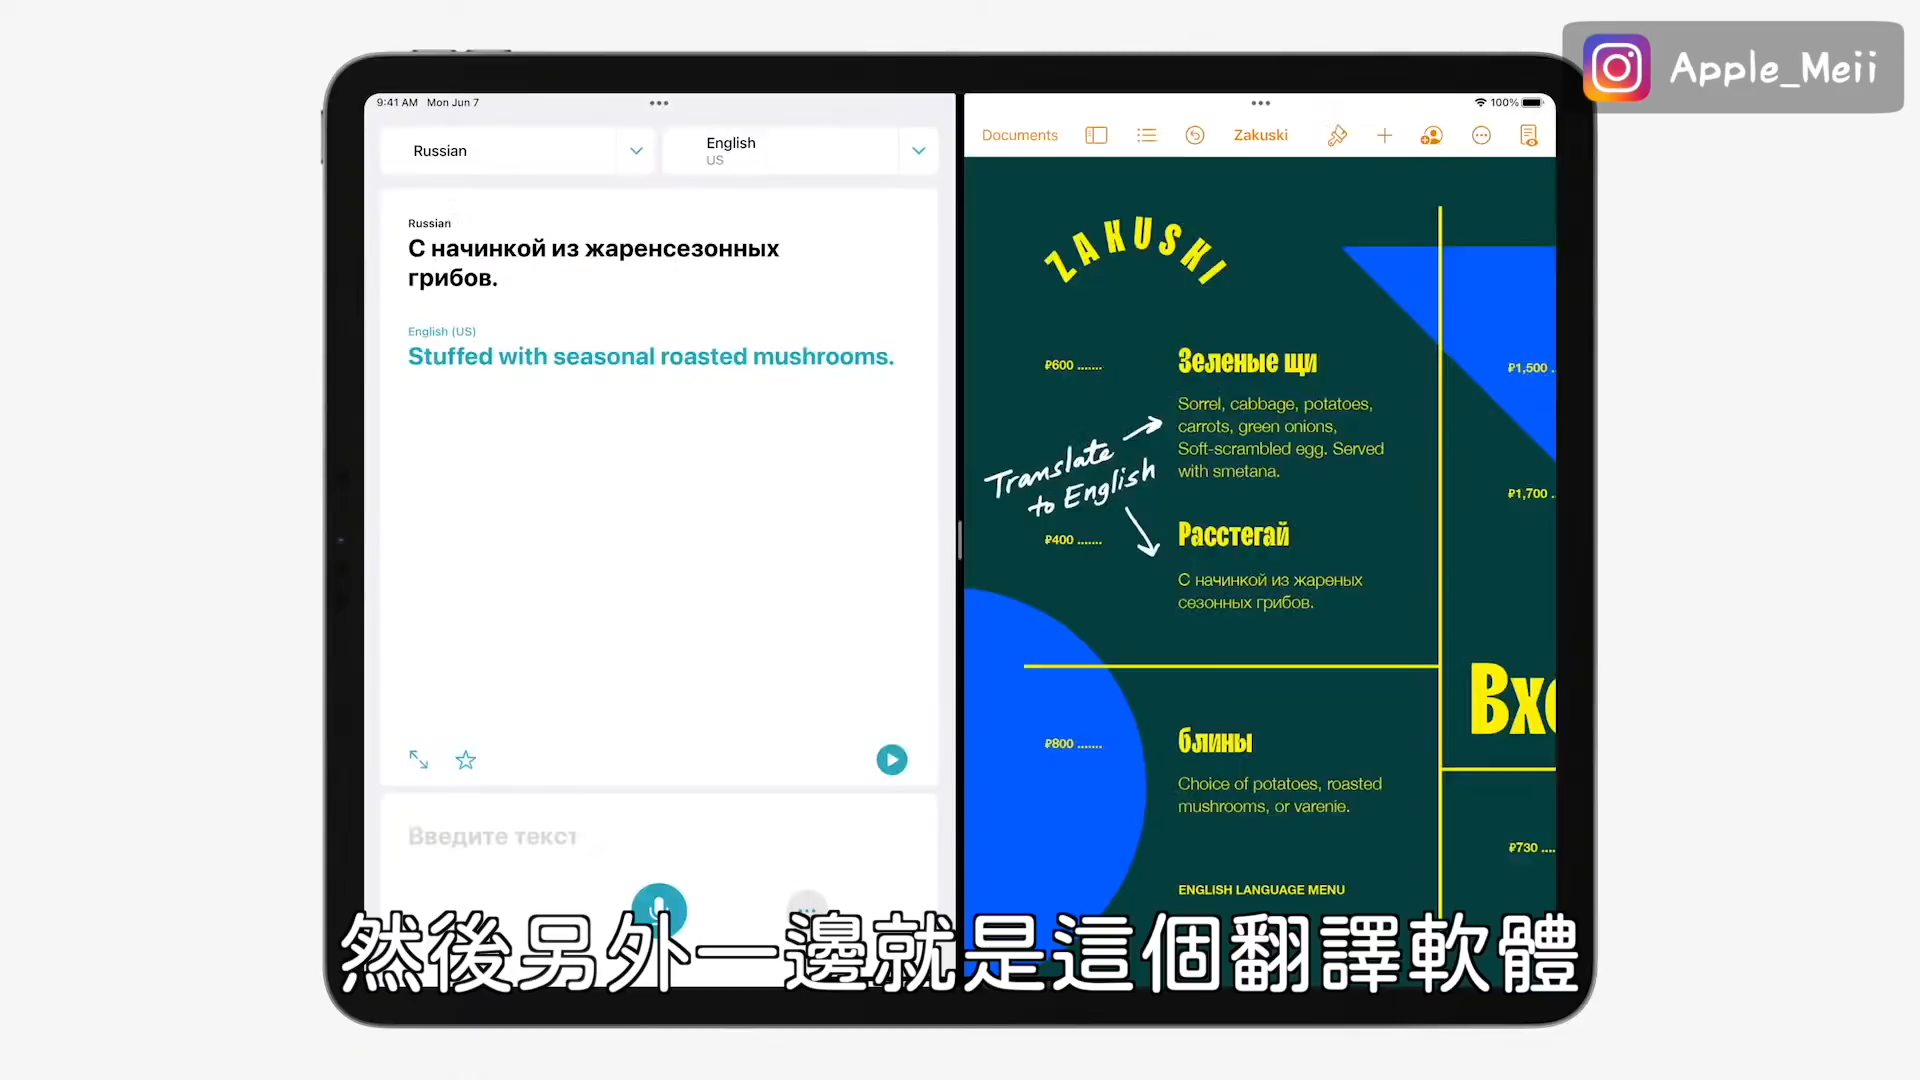 Apple_Meii
9:41 AM Mon Jun 7
100%
Russian
English
US
Russian
С начинкой из жаренсезонных
грибов.
English (US)
Stuffed with seasonal roasted mushrooms.
Введите текст
Documents
Zakuski
ZAKUSKI
₽600 .......
Зеленые щи
Sorrel, cabbage, potatoes,
carrots, green onions,
Soft-scrambled egg. Served
with smetana.
Translate
to English
₽400 .......
Расстегай
С начинкой из жареных
сезонных грибов.
₽800 .......
блины
Choice of potatoes, roasted
mushrooms, or varenie.
ENGLISH LANGUAGE MENU
₽1,500 .
₽1,700 .
₽730 ....
然後另外一邊就是這個翻譯軟體